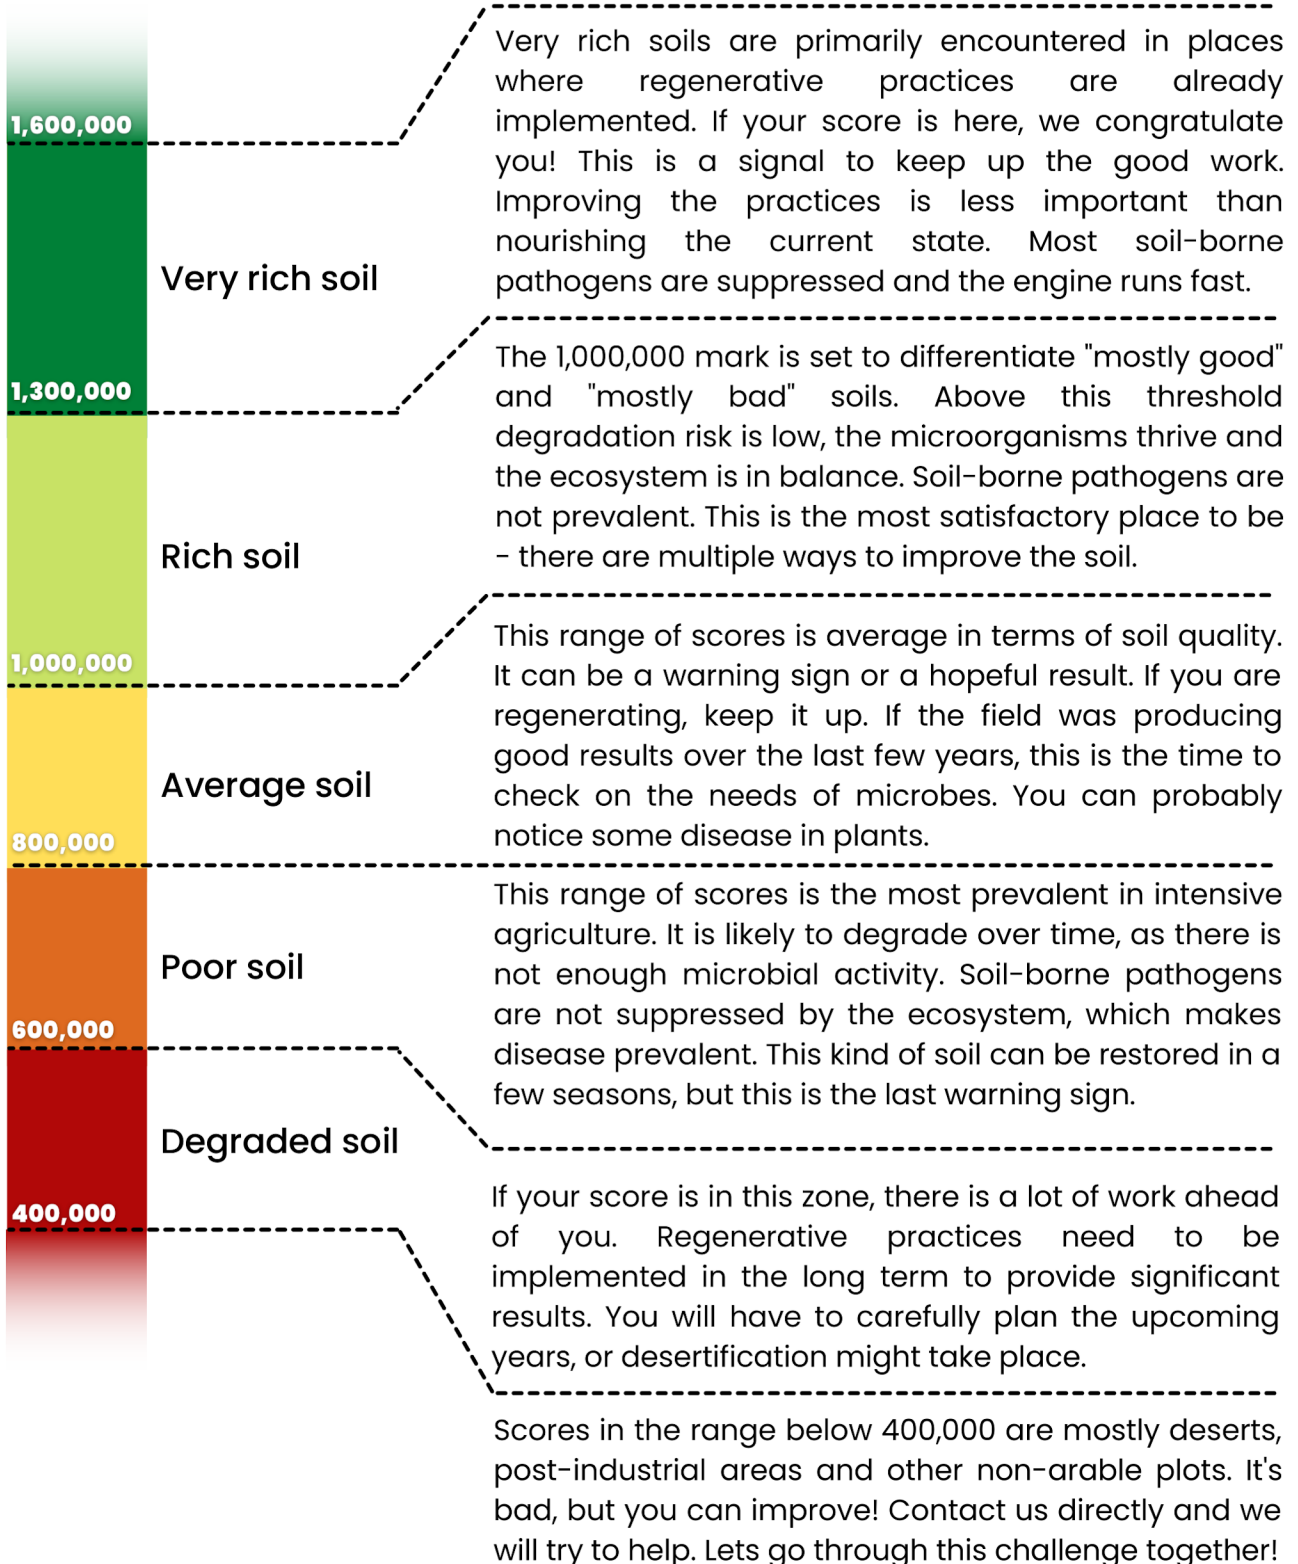 1,600,000
Very rich soils are primarily encountered in places
where regenerative practices are already
implemented. If your score is here, we congratulate
you! This is a signal to keep up the good work.
Improving the practices is less important than
nourishing the current state. Most soil-borne
pathogens are suppressed and the engine runs fast.
Very rich soil
1,300,000
The 1,000,000 mark is set to differentiate "mostly good"
and "mostly bad" soils. Above this threshold
degradation risk is low, the microorganisms thrive and
the ecosystem is in balance. Soil-borne pathogens are
not prevalent. This is the most satisfactory place to be
- there are multiple ways to improve the soil.
Rich soil
1,000,000
This range of scores is average in terms of soil quality.
It can be a warning sign or a hopeful result. If you are
regenerating, keep it up. If the field was producing
good results over the last few years, this is the time to
check on the needs of microbes. You can probably
notice some disease in plants.
Average soil
800,000
This range of scores is the most prevalent in intensive
agriculture. It is likely to degrade over time, as there is
not enough microbial activity. Soil-borne pathogens
are not suppressed by the ecosystem, which makes
disease prevalent. This kind of soil can be restored in a
few seasons, but this is the last warning sign.
Poor soil
600,000
Degraded soil
If your score is in this zone, there is a lot of work ahead
of you. Regenerative practices need to be
implemented in the long term to provide significant
results. You will have to carefully plan the upcoming
years, or desertification might take place.
400,000
Scores in the range below 400,000 are mostly deserts,
post-industrial areas and other non-arable plots. It's
bad, but you can improve! Contact us directly and we
will try to help. Lets go through this challenge together!